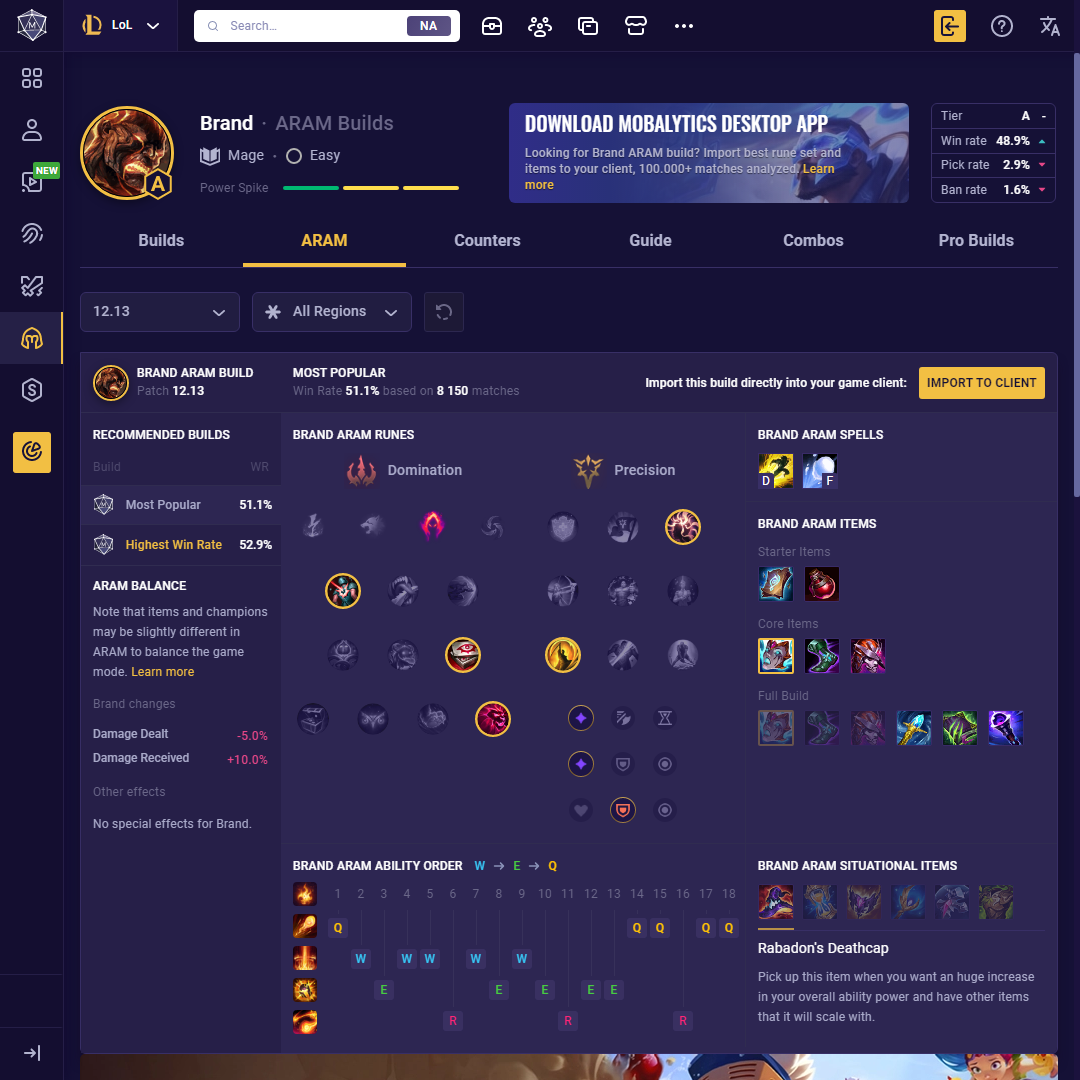 LoL
Search…
NA
NEW
Brand · ARAM Builds
Mage · Easy
Power Spike
A
DOWNLOAD MOBALYTICS DESKTOP APP
Looking for Brand ARAM build? Import best rune set and
items to your client, 100.000+ matches analyzed. Learn
more
Tier A -
Win rate 48.9%
Pick rate 2.9%
Ban rate 1.6%
Builds
ARAM
Counters
Guide
Combos
Pro Builds
12.13
All Regions
BRAND ARAM BUILD
Patch 12.13
MOST POPULAR
Win Rate 51.1% based on 8 150 matches
Import this build directly into your game client:
IMPORT TO CLIENT
RECOMMENDED BUILDS
Build WR
Most Popular 51.1%
Highest Win Rate 52.9%
ARAM BALANCE
Note that items and champions
may be slightly different in
ARAM to balance the game
mode. Learn more
Brand changes
Damage Dealt -5.0%
Damage Received +10.0%
Other effects
No special effects for Brand.
BRAND ARAM RUNES
Domination
Precision
BRAND ARAM SPELLS
D F
BRAND ARAM ITEMS
Starter Items
Core Items
Full Build
BRAND ARAM ABILITY ORDER W → E → Q
1 2 3 4 5 6 7 8 9 10 11 12 13 14 15 16 17 18
Q Q Q Q Q
W W W W W
E E E E E
R R R
BRAND ARAM SITUATIONAL ITEMS
Rabadon's Deathcap
Pick up this item when you want an huge increase
in your overall ability power and have other items
that it will scale with.